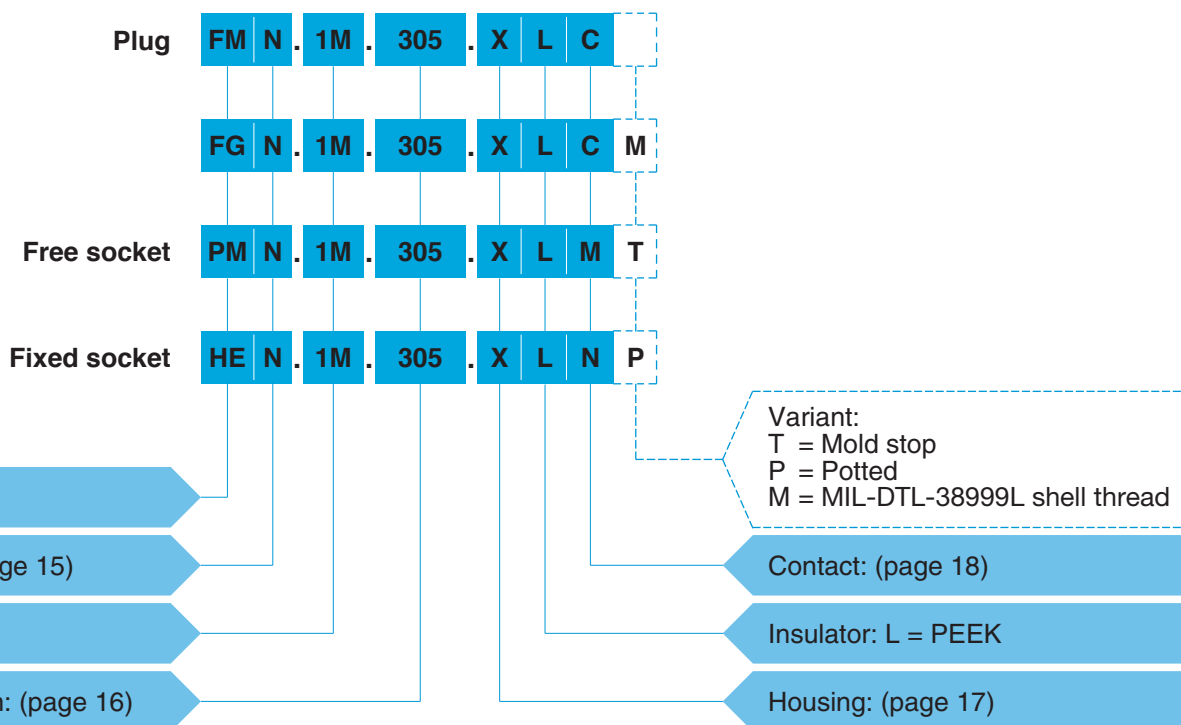 Plug FM N . 1M . 305 . X L C
FG N . 1M . 305 . X L C M
Free socket PM N . 1M . 305 . X L M T
Fixed socket HE N . 1M . 305 . X L N P
Variant:
T = Mold stop
P = Potted
M = MIL-DTL-38999L shell thread
ge 15) Contact: (page 18)
Insulator: L = PEEK
: (page 16) Housing: (page 17)